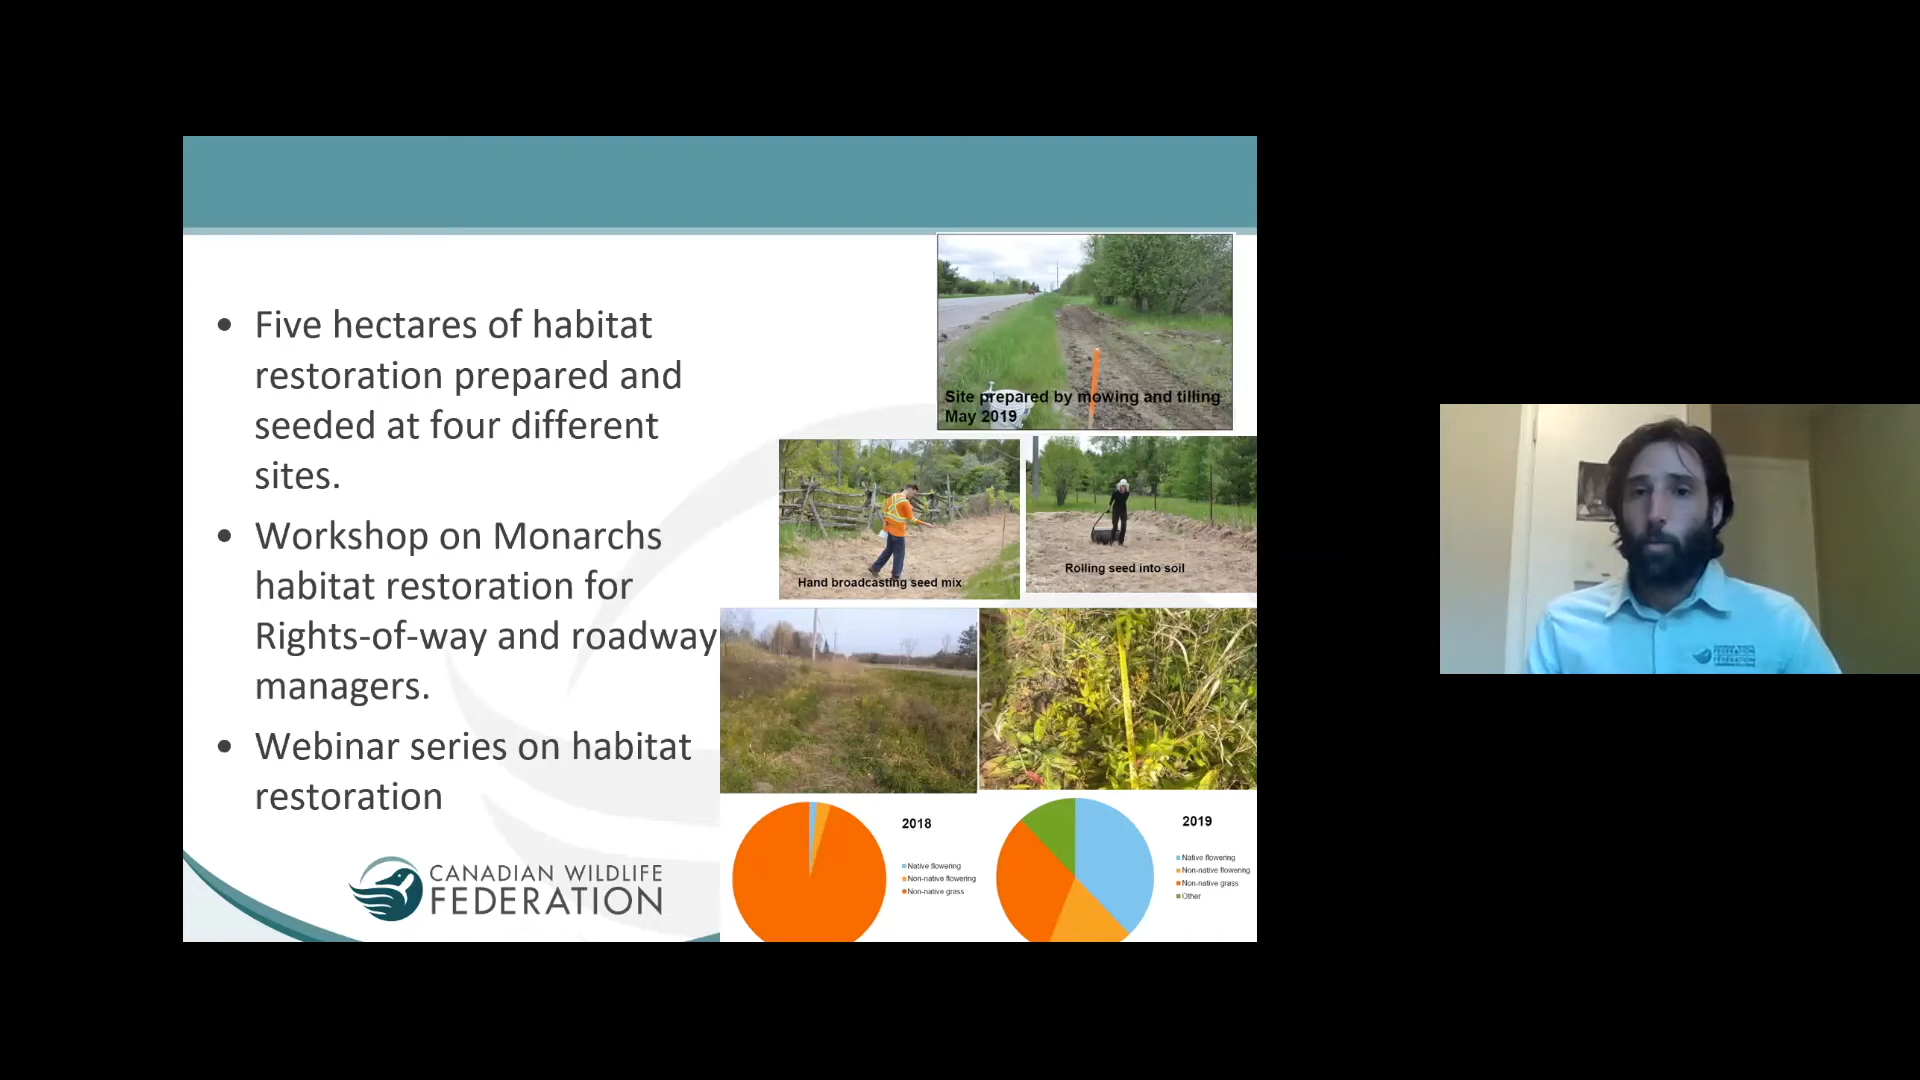 • Five hectares of habitat
restoration prepared and
seeded at four different
sites.
• Workshop on Monarchs
habitat restoration for
Rights-of-way and roadway
managers.
• Webinar series on habitat
restoration
CANADIAN WILDLIFE
FEDERATION
Site prepared by mowing and tilling
May 2019
Hand broadcasting seed mix
Rolling seed into soil
2018
Native flowering
Non-native flowering
Non-native grass
2019
Native flowering
Non-native flowering
Non-native grass
Other
FEDERATION